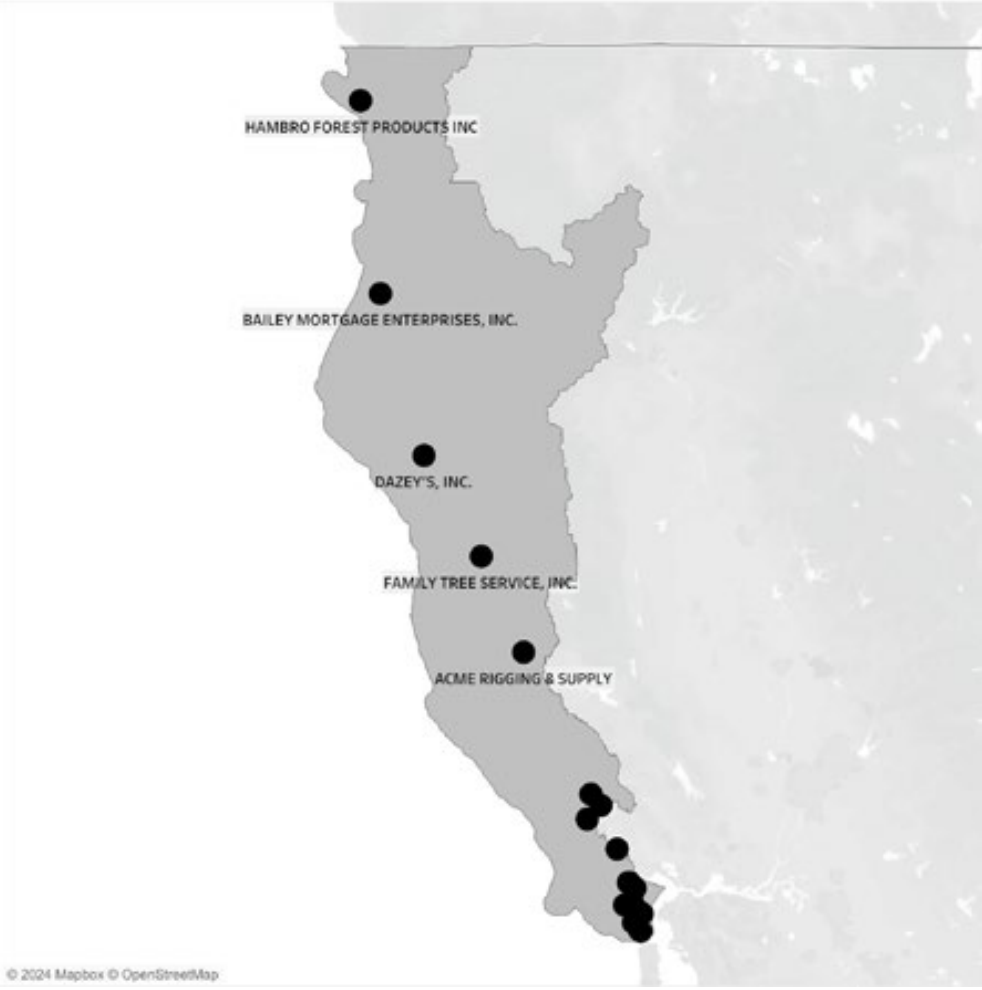 HAMBRO FOREST PRODUCTS INC
BAILEY MORTGAGE ENTERPRISES, INC.
DAZEY'S, INC.
FAMILY TREE SERVICE, INC.
ACME RIGGING & SUPPLY
© 2024 Mapbox © OpenStreetMap